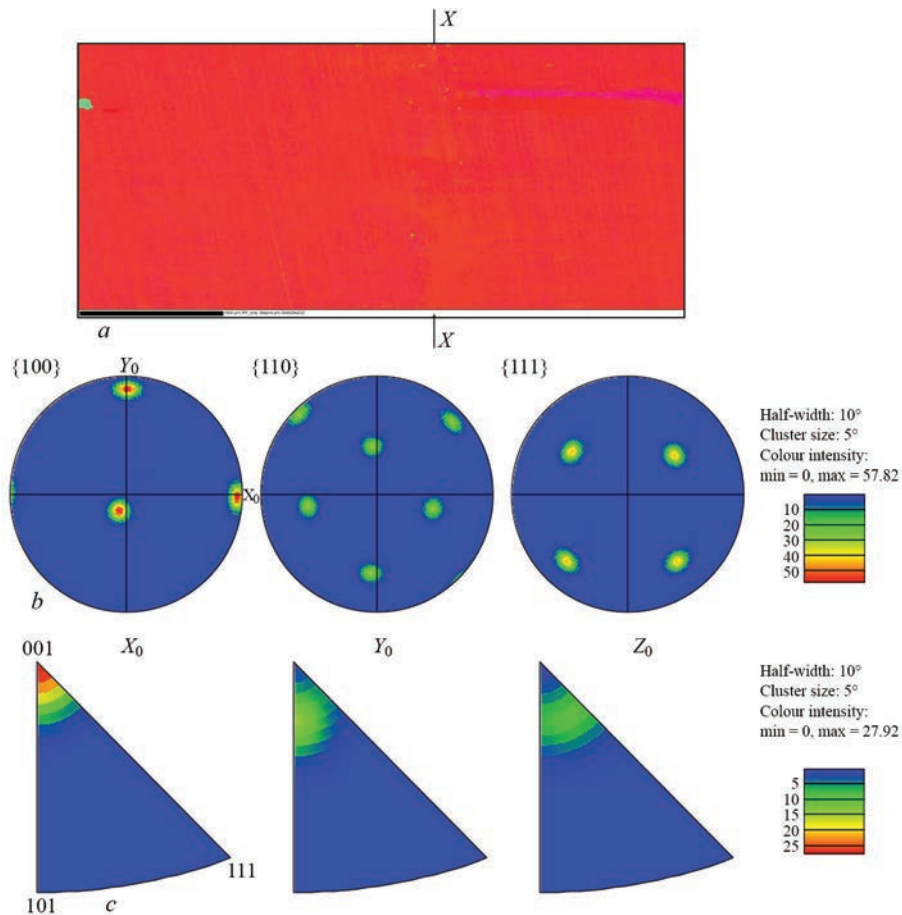 X
a
X
{100}
Y0
{110}
{111}
X0
Half-width: 10°
Cluster size: 5°
Colour intensity:
min = 0, max = 57.82
10
20
30
40
50
b
001
X0
Y0
Z0
Half-width: 10°
Cluster size: 5°
Colour intensity:
min = 0, max = 27.92
5
10
15
20
25
111
101
c